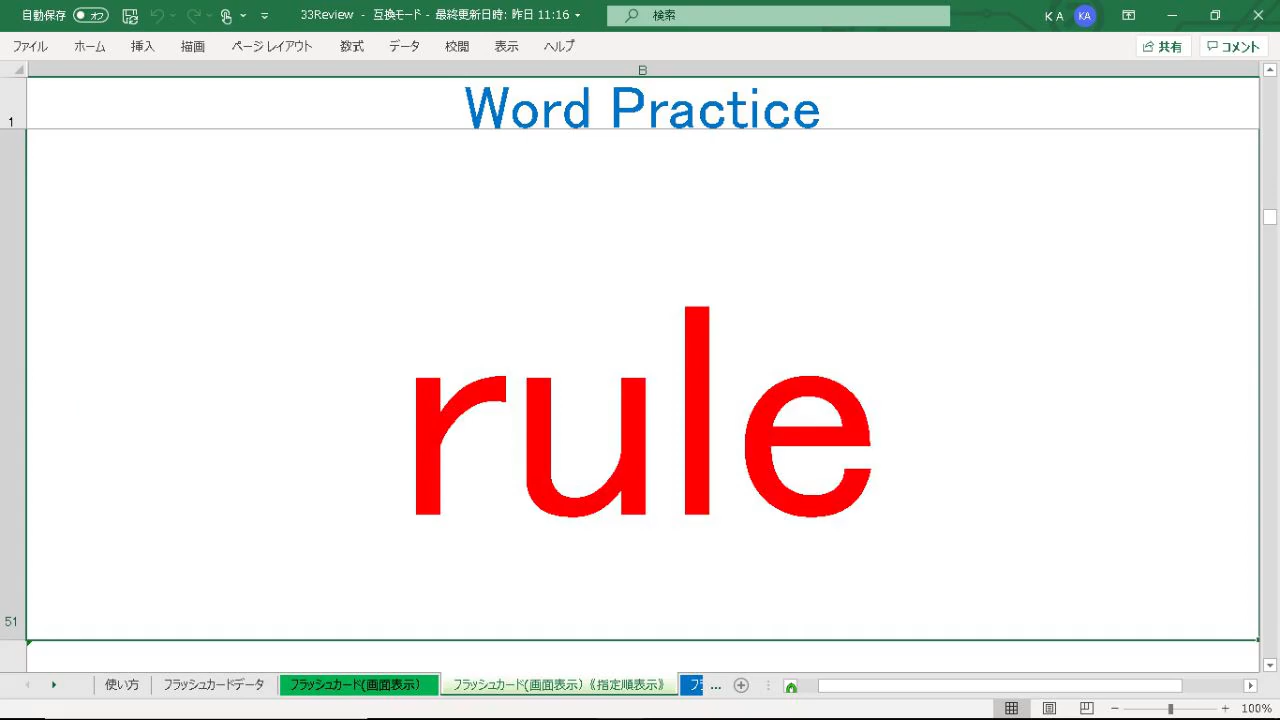 自動保存 オフ 33Review - 互換モード - 最終更新日時: 昨日 11:16 検索 K A KA
ファイル ホーム 挿入 描画 ページ レイアウト 数式 データ 校閲 表示 ヘルプ 共有 コメント
B
1 Word Practice
rule
51
使い方 フラッシュカードデータ フラッシュカード(画面表示) フラッシュカード(画面表示)《指定順表示》 フラ ...
100%